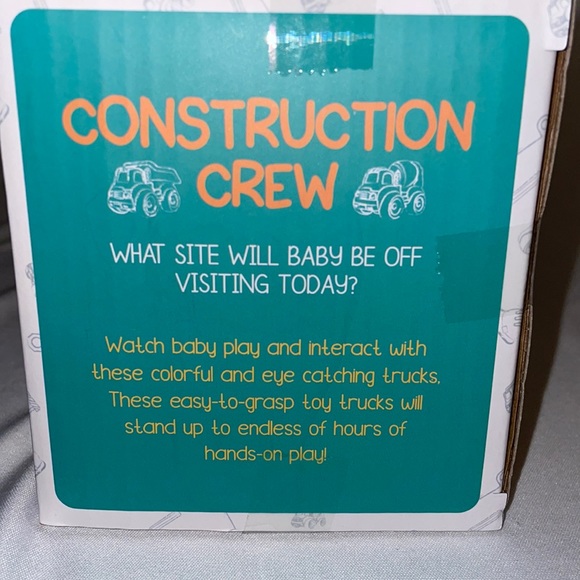 CONSTRUCTION
CREW
WHAT SITE WILL BABY BE OFF
VISITING TODAY?
Watch baby play and interact with
these colorful and eye catching trucks.
These easy-to-grasp toy trucks will
stand up to endless of hours of
hands-on play!